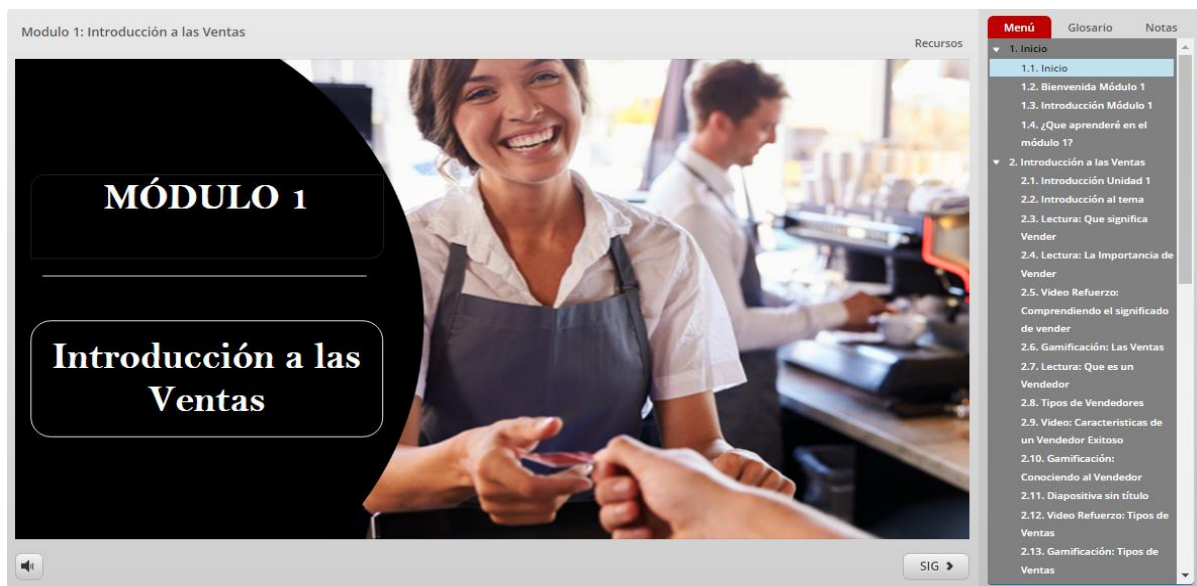 Modulo 1: Introducción a las Ventas
Recursos
MÓDULO 1
Introducción a las
Ventas
SIG
Menú
Glosario
Notas
1. Inicio
1.1. Inicio
1.2. Bienvenida Módulo 1
1.3. Introducción Módulo 1
1.4. ¿Que aprenderé en el
módulo 1?
2. Introducción a las Ventas
2.1. Introducción Unidad 1
2.2. Introducción al tema
2.3. Lectura: Que significa
Vender
2.4. Lectura: La Importancia de
Vender
2.5. Video Refuerzo:
Comprendiendo el significado
de vender
2.6. Gamificación: Las Ventas
2.7. Lectura: Que es un
Vendedor
2.8. Tipos de Vendedores
2.9. Video: Caracteristicas de
un Vendedor Exitoso
2.10. Gamificación:
Conociendo al Vendedor
2.11. Diapositiva sin título
2.12. Video Refuerzo: Tipos de
Ventas
2.13. Gamificación: Tipos de
Ventas